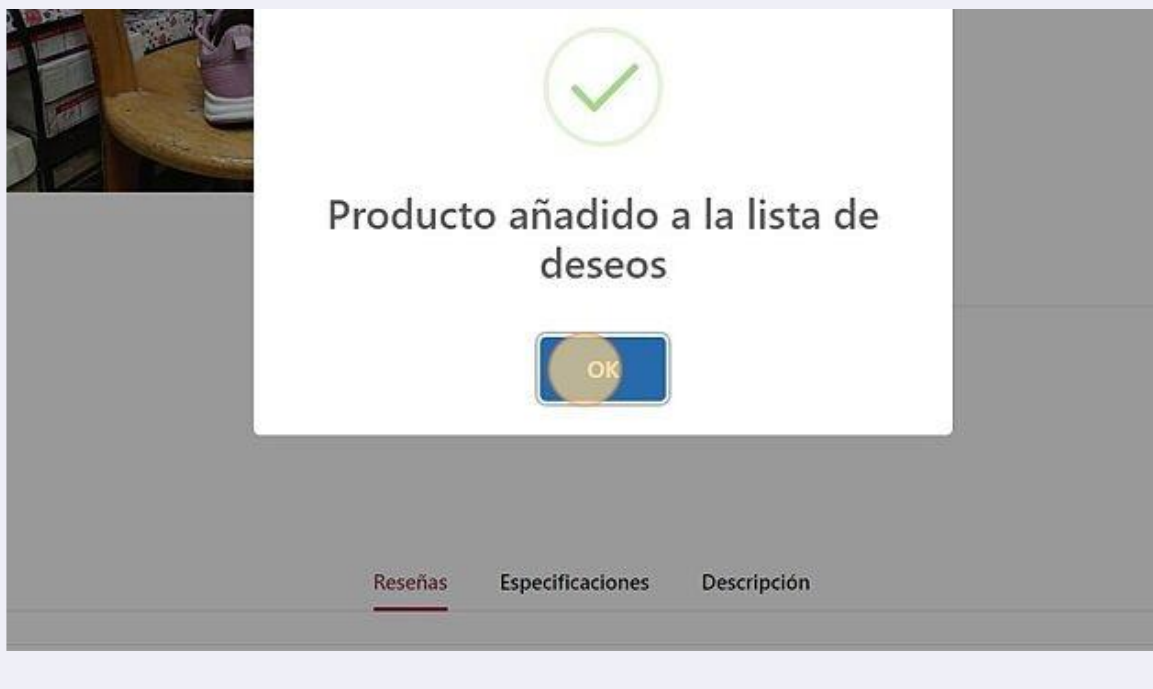 Producto añadido a la lista de
deseos
OK
Reseñas Especificaciones Descripción